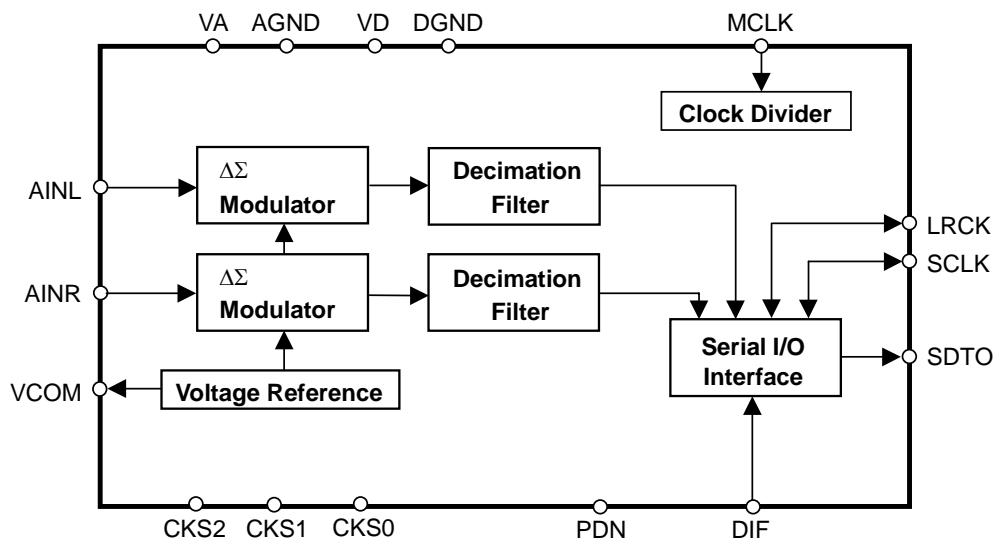 VA AGND VD DGND MCLK
Clock Divider
AINL
ΔΣ
Modulator
Decimation
Filter
LRCK
SCLK
AINR
ΔΣ
Modulator
Decimation
Filter
Serial I/O
Interface
SDTO
VCOM
Voltage Reference
CKS2 CKS1 CKS0 PDN DIF